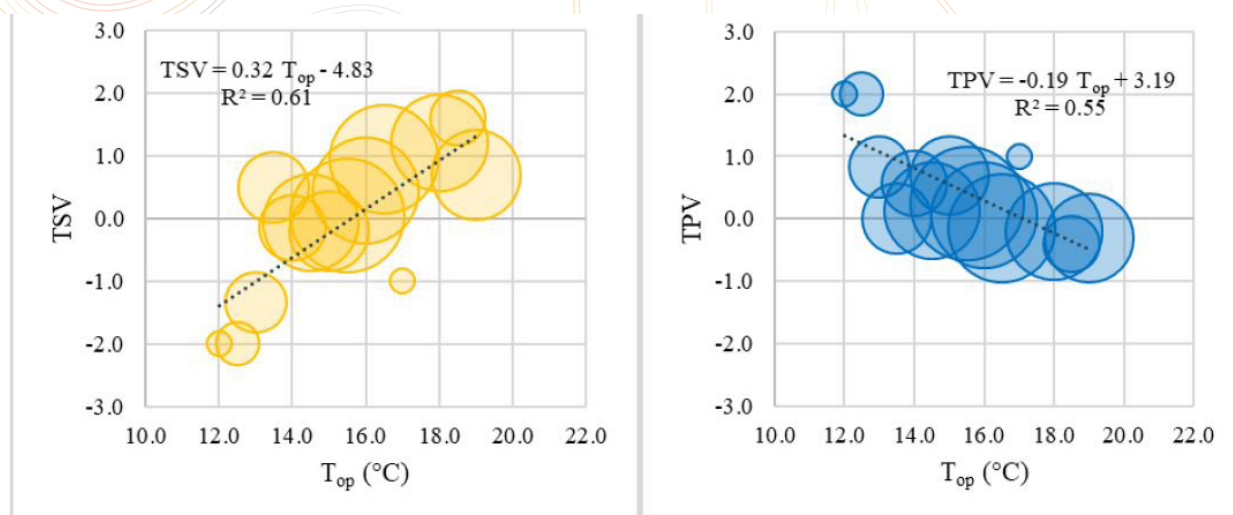 3.0
TSV = 0.32 Top - 4.83
R² = 0.61
2.0
1.0
0.0
-1.0
-2.0
-3.0
TSV
10.0 12.0 14.0 16.0 18.0 20.0 22.0
Top (°C)
3.0
TPV = -0.19 Top + 3.19
R² = 0.55
2.0
1.0
0.0
-1.0
-2.0
-3.0
TPV
10.0 12.0 14.0 16.0 18.0 20.0 22.0
Top (°C)